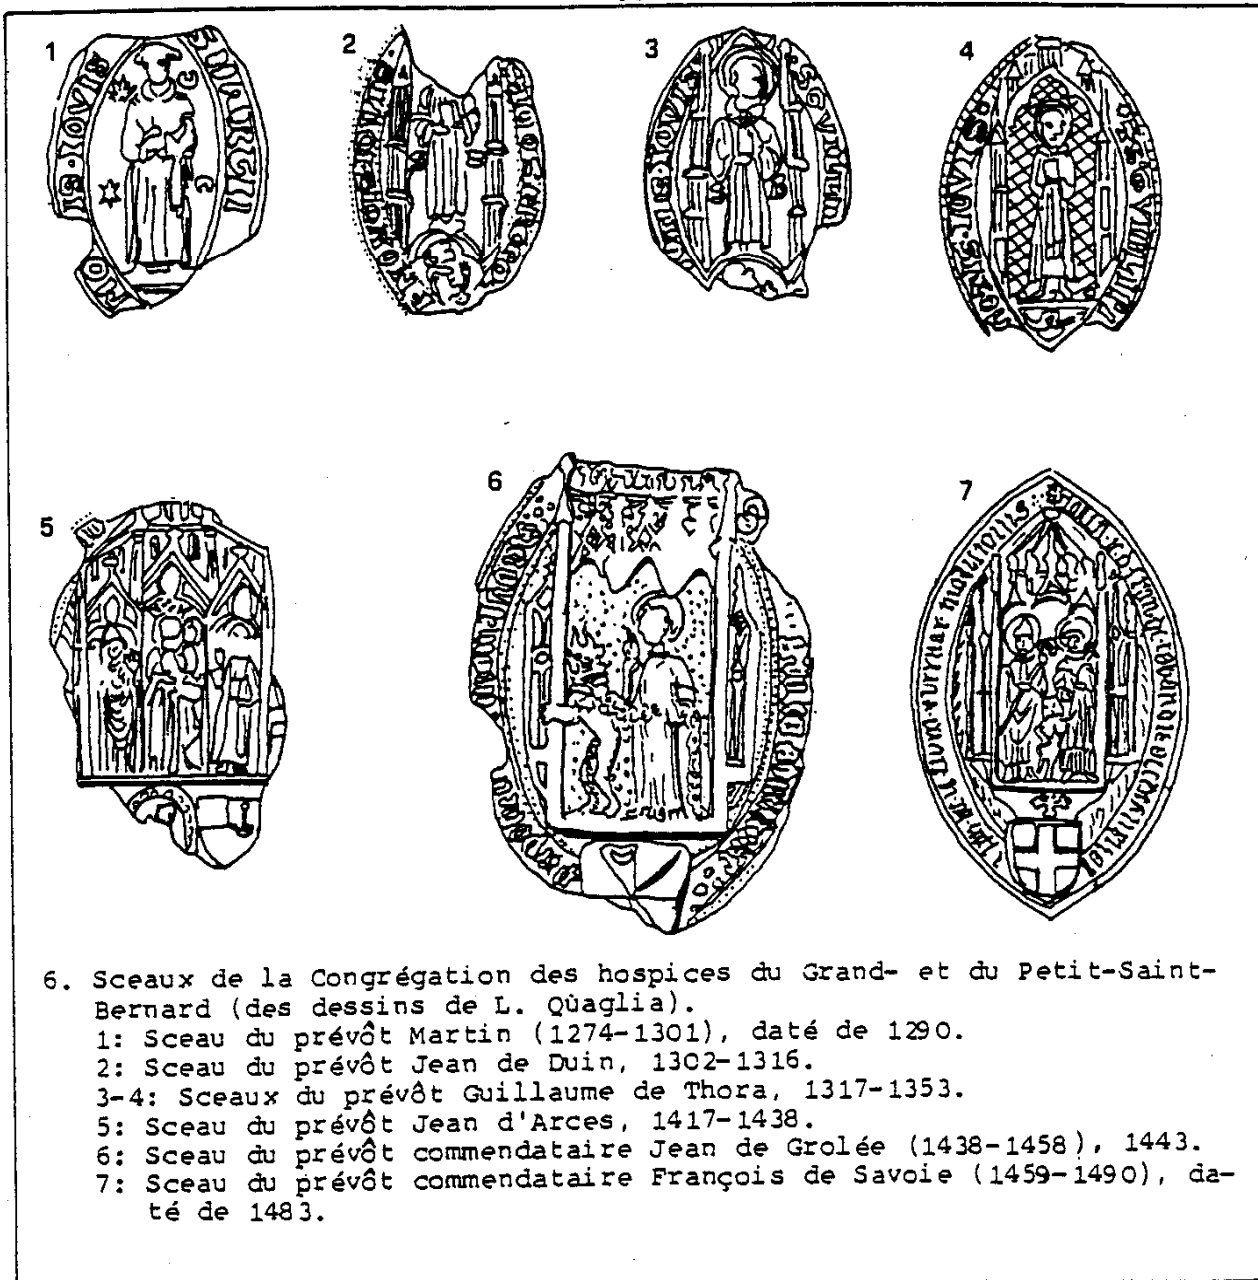 1
2
3
4
IS·IOVIS
5
6
7
6. Sceaux de la Congrégation des hospices du Grand- et du Petit-Saint-
Bernard (des dessins de L. Quaglia).
1: Sceau du prévôt Martin (1274-1301), daté de 1290.
2: Sceau du prévôt Jean de Duin, 1302-1316.
3-4: Sceaux du prévôt Guillaume de Thora, 1317-1353.
5: Sceau du prévôt Jean d'Arces, 1417-1438.
6: Sceau du prévôt commendataire Jean de Grolée (1438-1458), 1443.
7: Sceau du prévôt commendataire François de Savoie (1459-1490), da-
té de 1483.